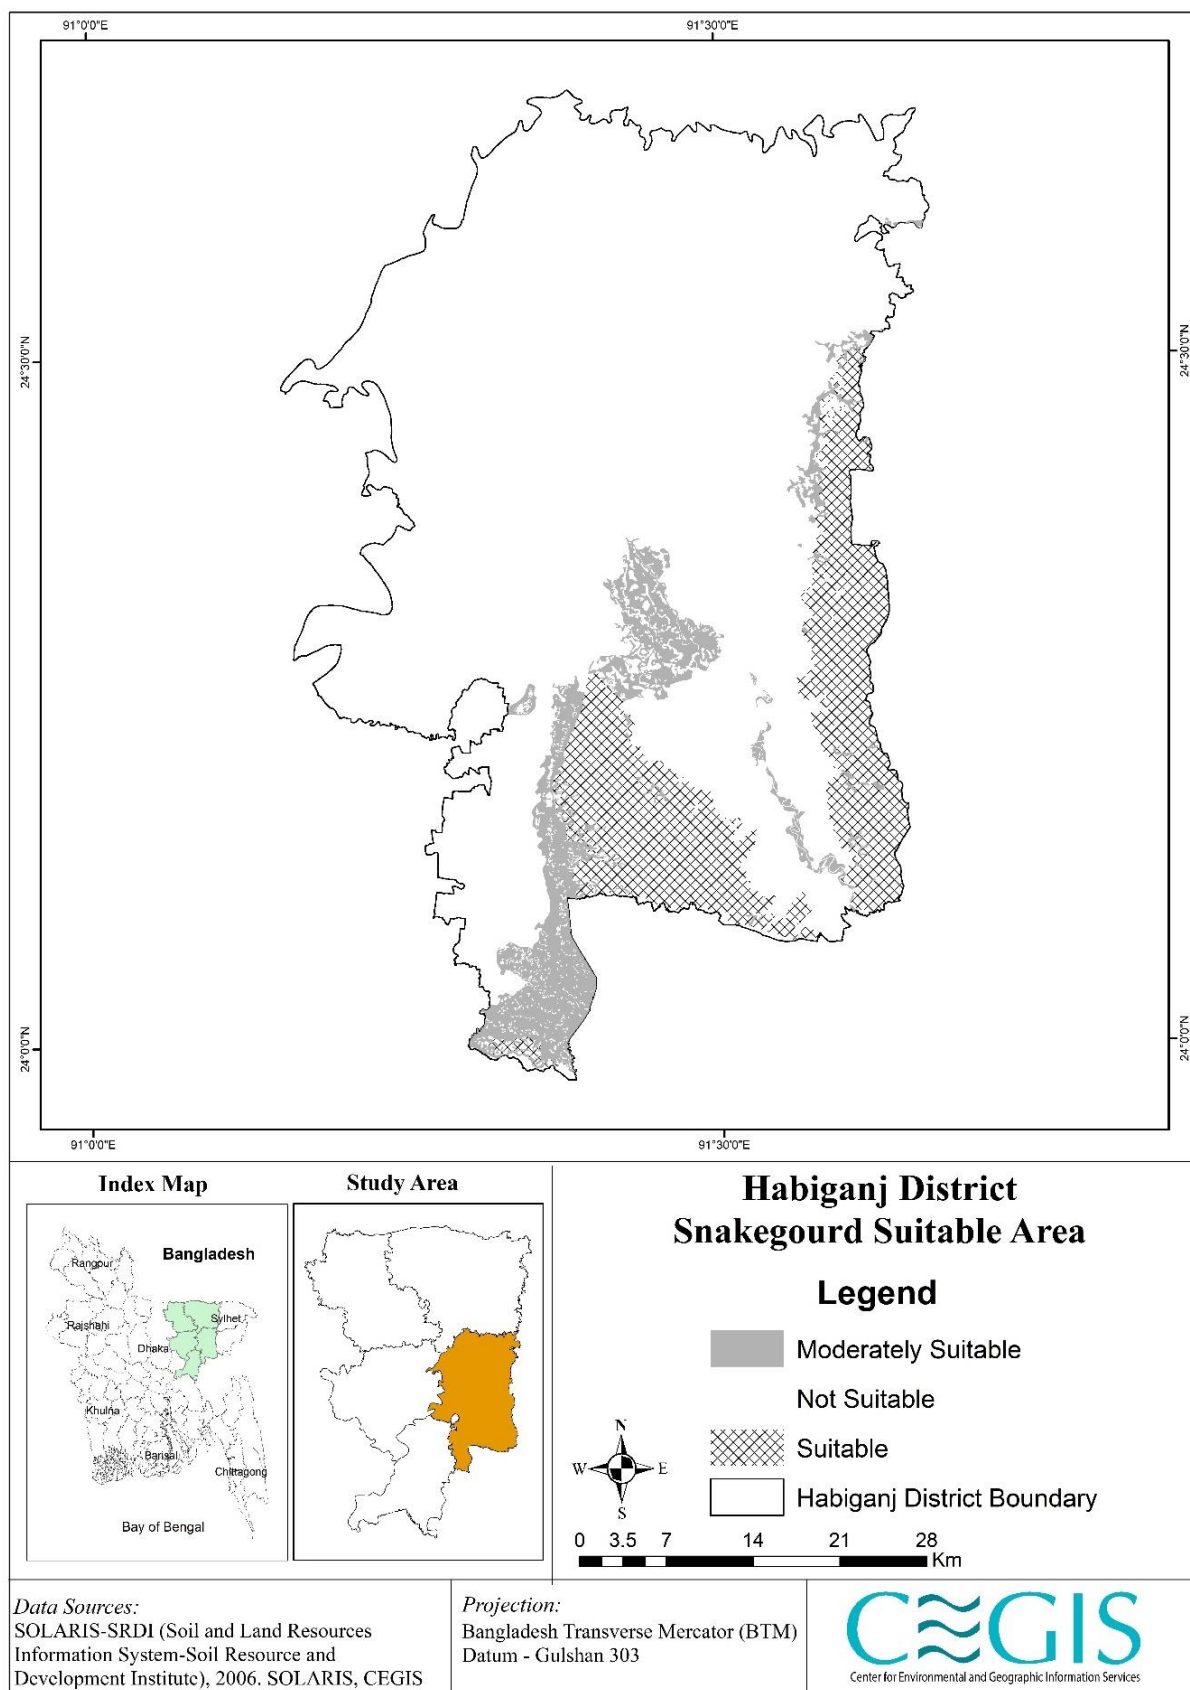 91°0'0"E
91°30'0"E
24°30'0"N
24°30'0"N
24°0'0"N
24°0'0"N
91°0'0"E
91°30'0"E
Index Map
Bangladesh
Rangpur
Rajshahi
Sylhet
Dhaka
Khulna
Barisal
Chittagong
Bay of Bengal
Study Area
Habiganj District
Snakegourd Suitable Area
Legend
Moderately Suitable
Not Suitable
Suitable
Habiganj District Boundary
N
W E
S
0 3.5 7 14 21 28
Km
Data Sources:
SOLARIS-SRDI (Soil and Land Resources
Information System-Soil Resource and
Development Institute), 2006. SOLARIS, CEGIS
Projection:
Bangladesh Transverse Mercator (BTM)
Datum - Gulshan 303
CEGIS
Center for Environmental and Geographic Information Services